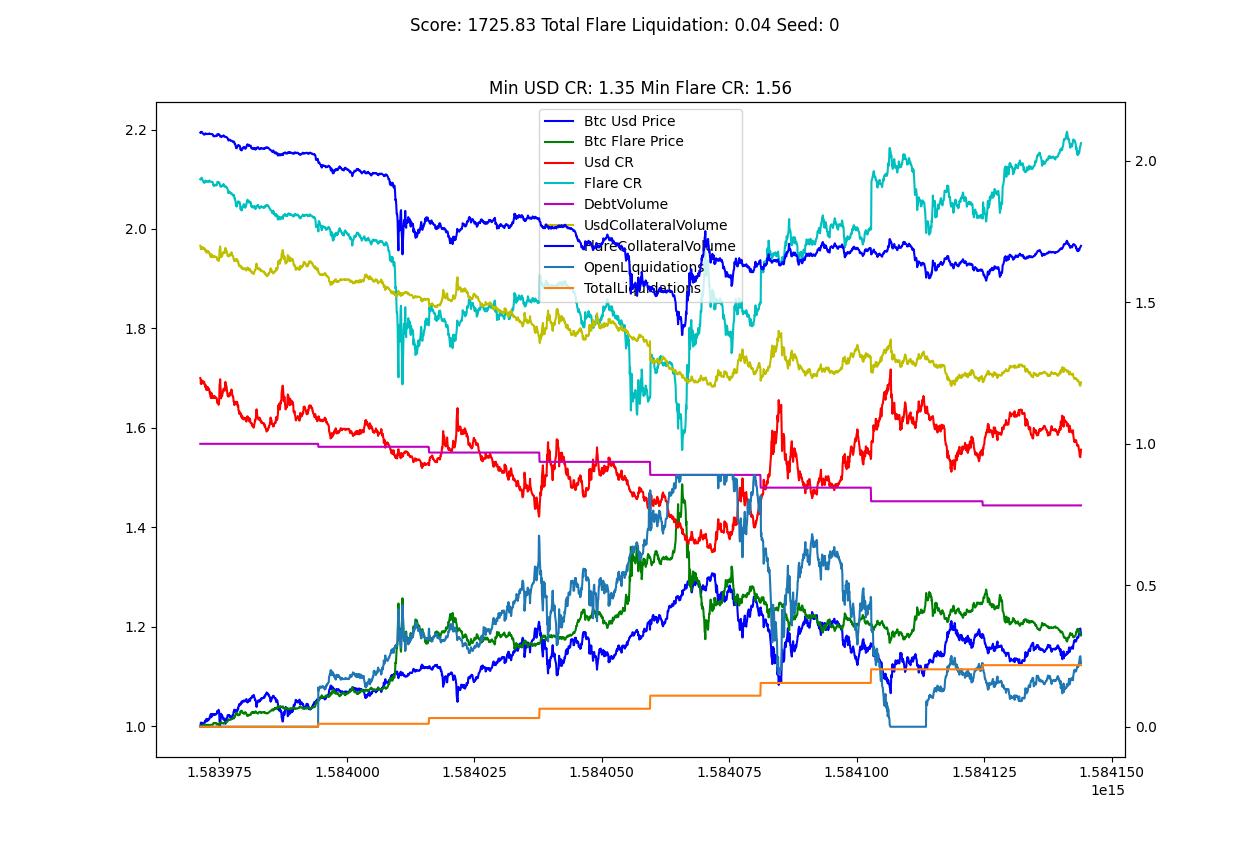 Score: 1725.83 Total Flare Liquidation: 0.04 Seed: 0
Min USD CR: 1.35 Min Flare CR: 1.56
Btc Usd Price
Btc Flare Price
Usd CR
Flare CR
DebtVolume
UsdCollateralVolume
FlareCollateralVolume
OpenLiquidations
TotalLiquidations
2.2
2.0
1.8
1.6
1.4
1.2
1.0
2.0
1.5
1.0
0.5
0.0
1.583975 1.584000 1.584025 1.584050 1.584075 1.584100 1.584125 1.584150
1e15